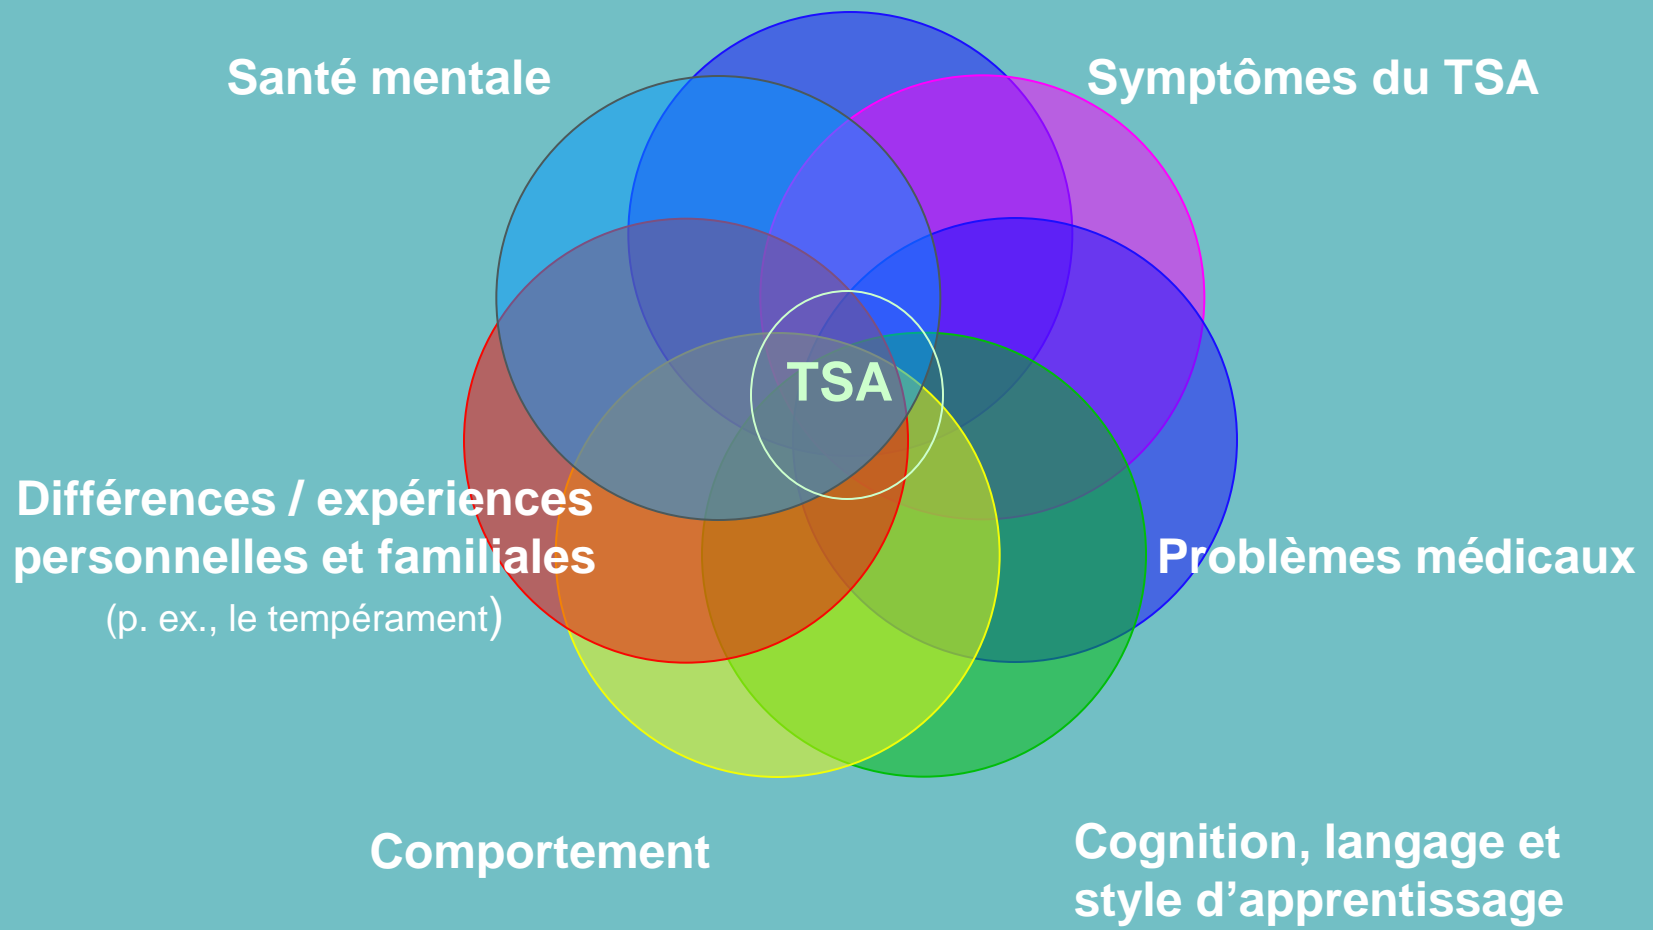 Santé mentale
Symptômes du TSA
TSA
Différences / expériences
personnelles et familiales
(p. ex., le tempérament)
Problèmes médicaux
Comportement
Cognition, langage et
style d’apprentissage